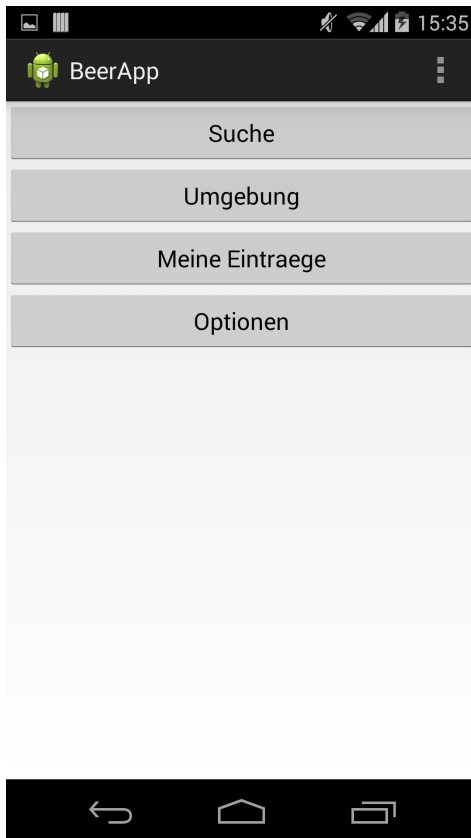 15:35
BeerApp
Suche
Umgebung
Meine Eintraege
Optionen